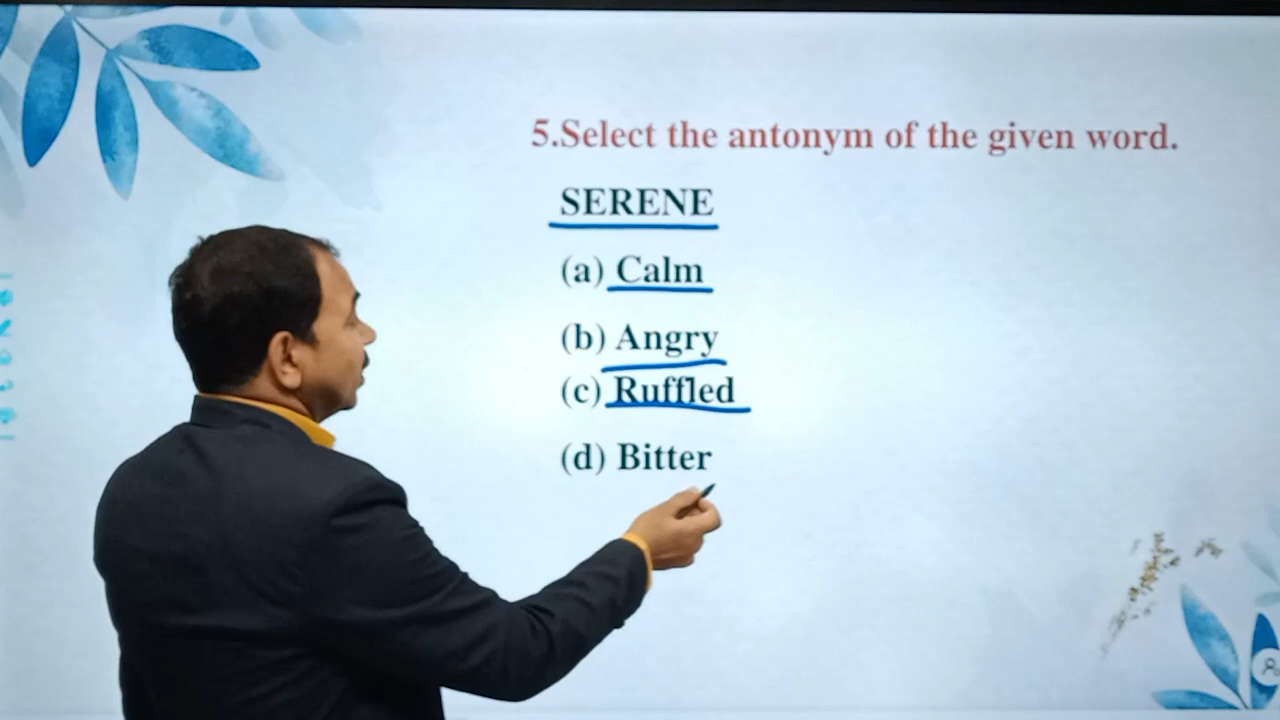 5.Select the antonym of the given word.
SERENE
(a) Calm
(b) Angry
(c) Ruffled
(d) Bitter